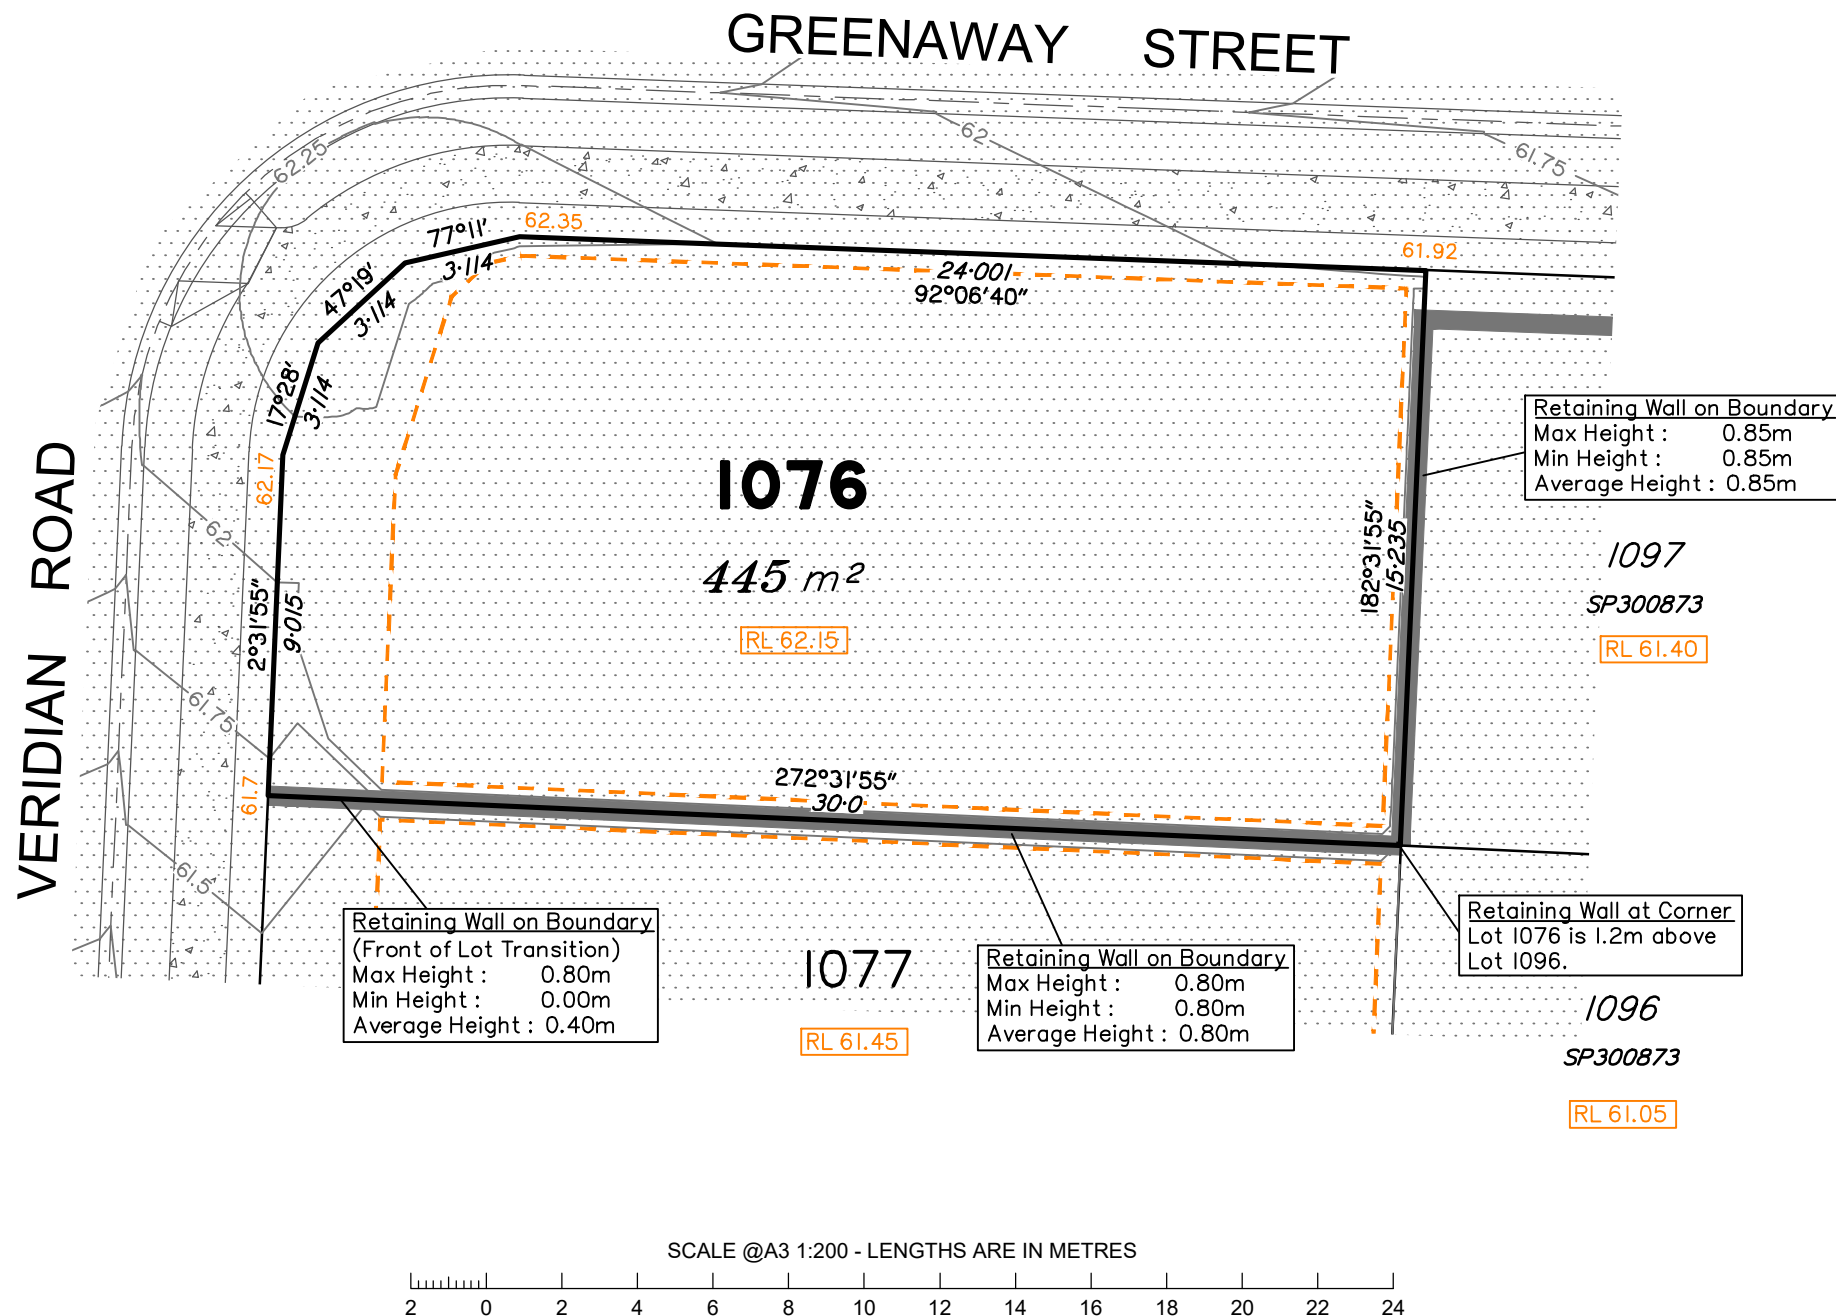 GREENAWAY STREET
62
61.75
62.25
62.35
77°11'
3·114
61.92
24·001
92°06'40"
47°19'
3·114
17°28'
3·114
62.17
VERIDIAN ROAD
62
2°31'55"
9·015
61.75
61.7
61.5
1076
445 m²
RL 62.15
182°31'55"
15·235
Retaining Wall on Boundary
Max Height : 0.85m
Min Height : 0.85m
Average Height : 0.85m
1097
SP300873
RL 61.40
272°31'55"
30·0
Retaining Wall on Boundary
(Front of Lot Transition)
Max Height : 0.80m
Min Height : 0.00m
Average Height : 0.40m
1077
RL 61.45
Retaining Wall on Boundary
Max Height : 0.80m
Min Height : 0.80m
Average Height : 0.80m
Retaining Wall at Corner
Lot 1076 is 1.2m above
Lot 1096.
1096
SP300873
RL 61.05
SCALE @A3 1:200 - LENGTHS ARE IN METRES
2 0 2 4 6 8 10 12 14 16 18 20 22 24